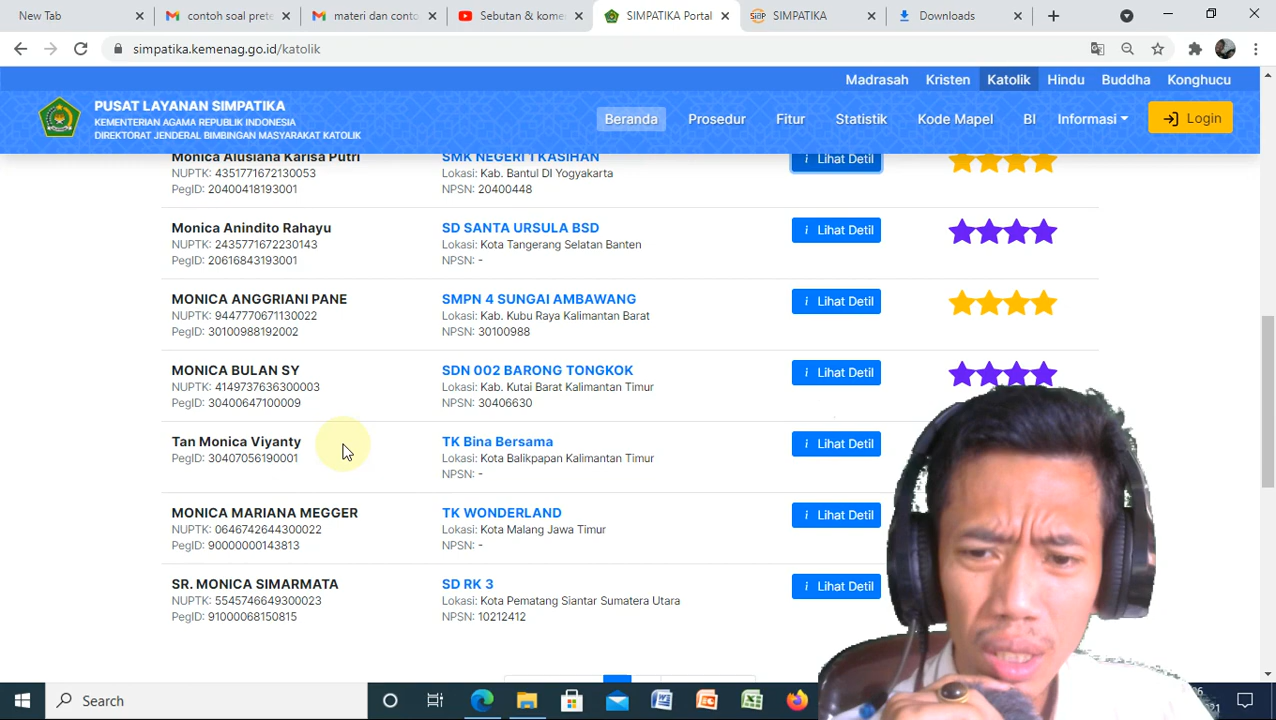 New Tab
contoh soal prete
materi dan conto
Sebutan & kome
SIMPATIKA Portal
SIMPATIKA
Downloads
simpatika.kemenag.go.id/katolik
Madrasah Kristen Katolik Hindu Buddha Konghucu
PUSAT LAYANAN SIMPATIKA
KEMENTERIAN AGAMA REPUBLIK INDONESIA
DIREKTORAT JENDERAL BIMBINGAN MASYARAKAT KATOLIK
Beranda Prosedur Fitur Statistik Kode Mapel BI Informasi Login
Monica Alusiana Karisa Putri
NUPTK: 4351771672130053
PegID: 20400418193001
SMK NEGERI 1 KASIHAN
Lokasi: Kab. Bantul DI Yogyakarta
NPSN: 20400448
i Lihat Detil
Monica Anindito Rahayu
NUPTK: 2435771672230143
PegID: 20616843193001
SD SANTA URSULA BSD
Lokasi: Kota Tangerang Selatan Banten
NPSN: -
i Lihat Detil
MONICA ANGGRIANI PANE
NUPTK: 9447770671130022
PegID: 30100988192002
SMPN 4 SUNGAI AMBAWANG
Lokasi: Kab. Kubu Raya Kalimantan Barat
NPSN: 30100988
i Lihat Detil
MONICA BULAN SY
NUPTK: 4149737636300003
PegID: 30400647100009
SDN 002 BARONG TONGKOK
Lokasi: Kab. Kutai Barat Kalimantan Timur
NPSN: 30406630
i Lihat Detil
Tan Monica Viyanty
PegID: 30407056190001
TK Bina Bersama
Lokasi: Kota Balikpapan Kalimantan Timur
NPSN: -
i Lihat Detil
MONICA MARIANA MEGGER
NUPTK: 0646742644300022
PegID: 90000000143813
TK WONDERLAND
Lokasi: Kota Malang Jawa Timur
NPSN: -
i Lihat Detil
SR. MONICA SIMARMATA
NUPTK: 5545746649300023
PegID: 91000068150815
SD RK 3
Lokasi: Kota Pematang Siantar Sumatera Utara
NPSN: 10212412
i Lihat Detil
Search